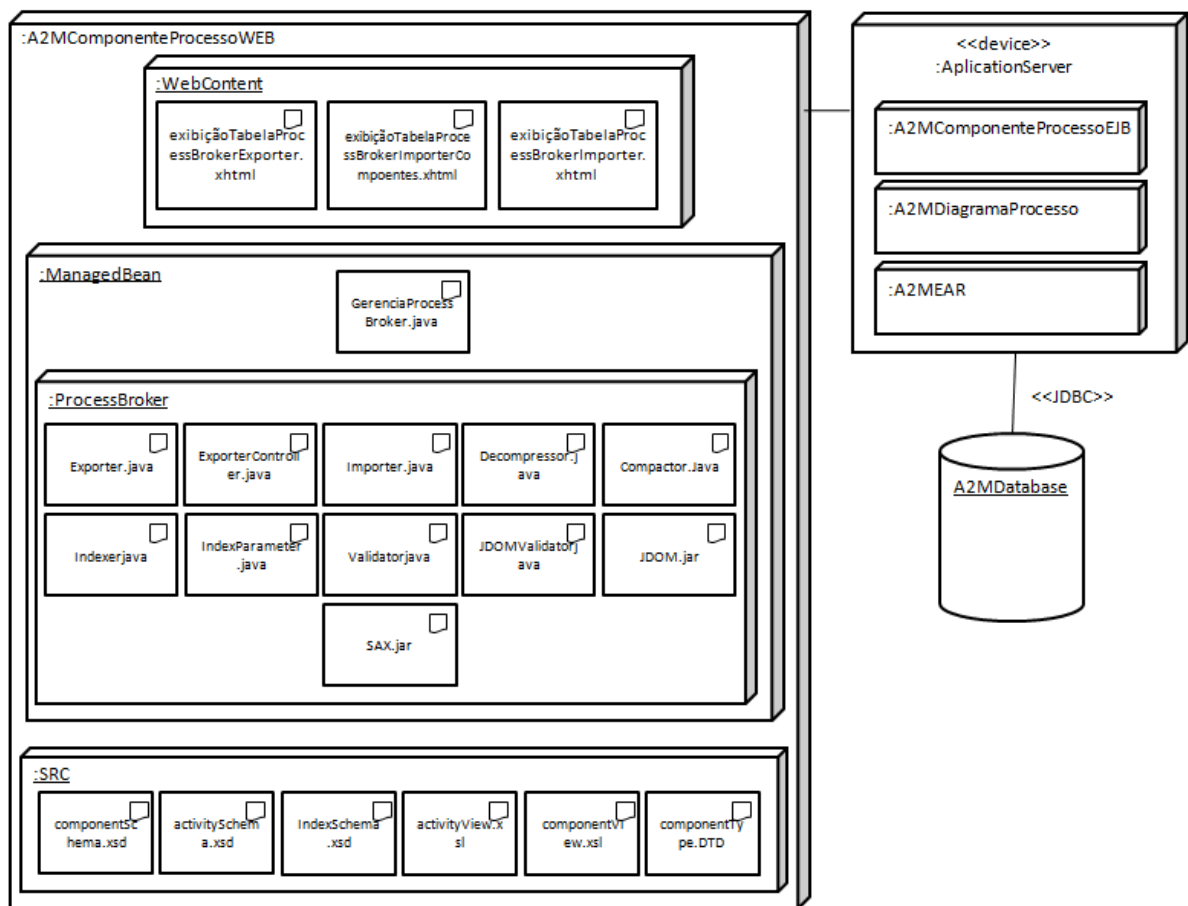 :A2MComponenteProcessoWEB
:WebContent
exibiçãoTabelaProc
essBrokerExporter.
xhtml
exibiçãoTabelaProce
ssBrokerImporterCo
mpoentes.xhtml
exibiçãoTabelaProc
essBrokerImporter.
xhtml
:ManagedBean
GerenciaProcess
Broker.java
:ProcessBroker
Exporter.java
ExporterControll
er.java
Importer.java
Decompressor.j
ava
Compactor.Java
Indexerjava
IndexParameter
.java
Validatorjava
JDOMValidatorj
ava
JDOM.jar
SAX.jar
:SRC
componentSc
hema.xsd
activitySchem
a.xsd
IndexSchema
.xsd
activityView.x
sl
componentVi
ew.xsl
componentTy
pe.DTD
<<device>>
:AplicationServer
:A2MComponenteProcessoEJB
:A2MDiagramaProcesso
:A2MEAR
<<JDBC>>
A2MDatabase